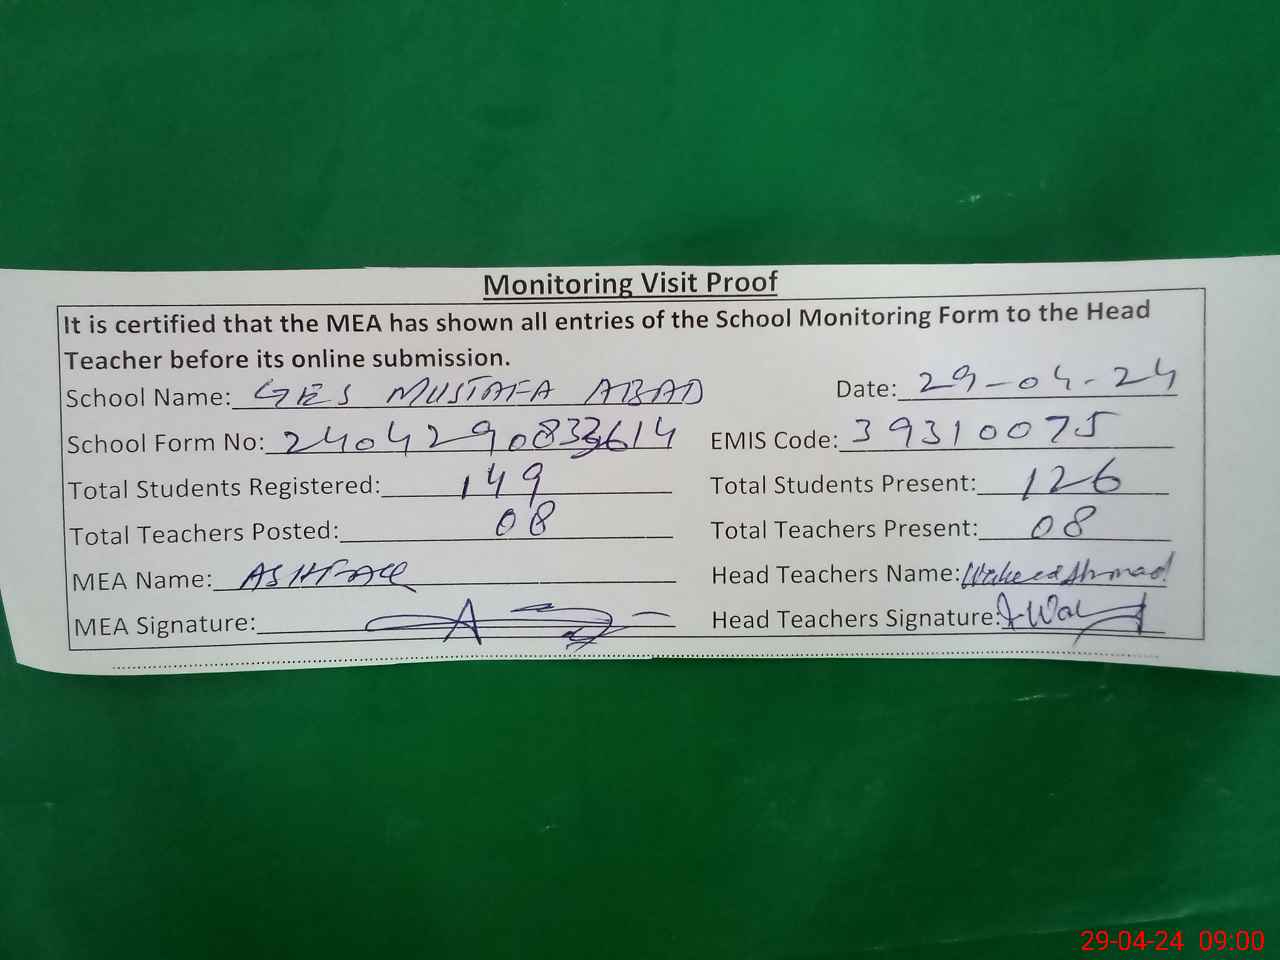 Monitoring Visit Proof
It is certified that the MEA has shown all entries of the School Monitoring Form to the Head
Teacher before its online submission.
School Name: GES MUSTAFA ABAD Date: 29-04-24
School Form No: EMIS Code: 39310075
Total Students Registered: 149 Total Students Present: 126
Total Teachers Posted: 08 Total Teachers Present: 08
MEA Name: ASHFAQ Head Teachers Name: Ahmad
MEA Signature: Head Teachers Signature:
29-04-24 09:00